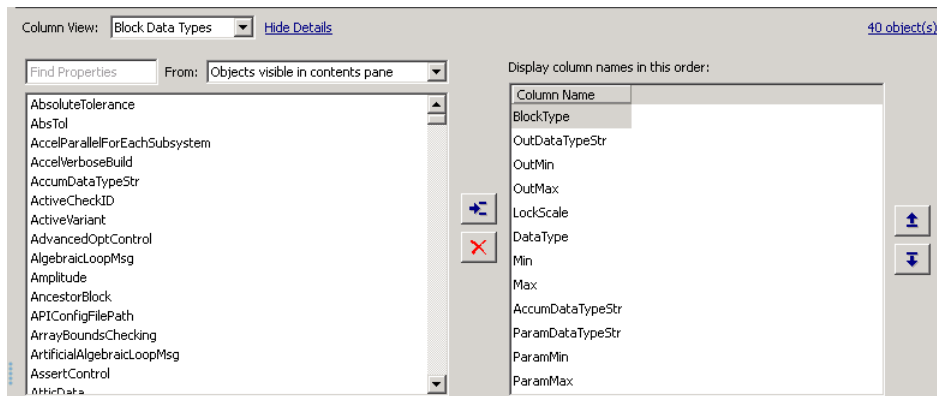 Column View: Block Data Types Hide Details 40 object(s)
Find Properties From: Objects visible in contents pane
AbsoluteTolerance
AbsTol
AccelParallelForEachSubsystem
AccelVerboseBuild
AccumDataTypeStr
ActiveCheckID
ActiveVariant
AdvancedOptControl
AlgebraicLoopMsg
Amplitude
AncestorBlock
APIConfigFilePath
ArrayBoundsChecking
ArtificialAlgebraicLoopMsg
AssertControl
AtticData
Display column names in this order:
Column Name
BlockType
OutDataTypeStr
OutMin
OutMax
LockScale
DataType
Min
Max
AccumDataTypeStr
ParamDataTypeStr
ParamMin
ParamMax